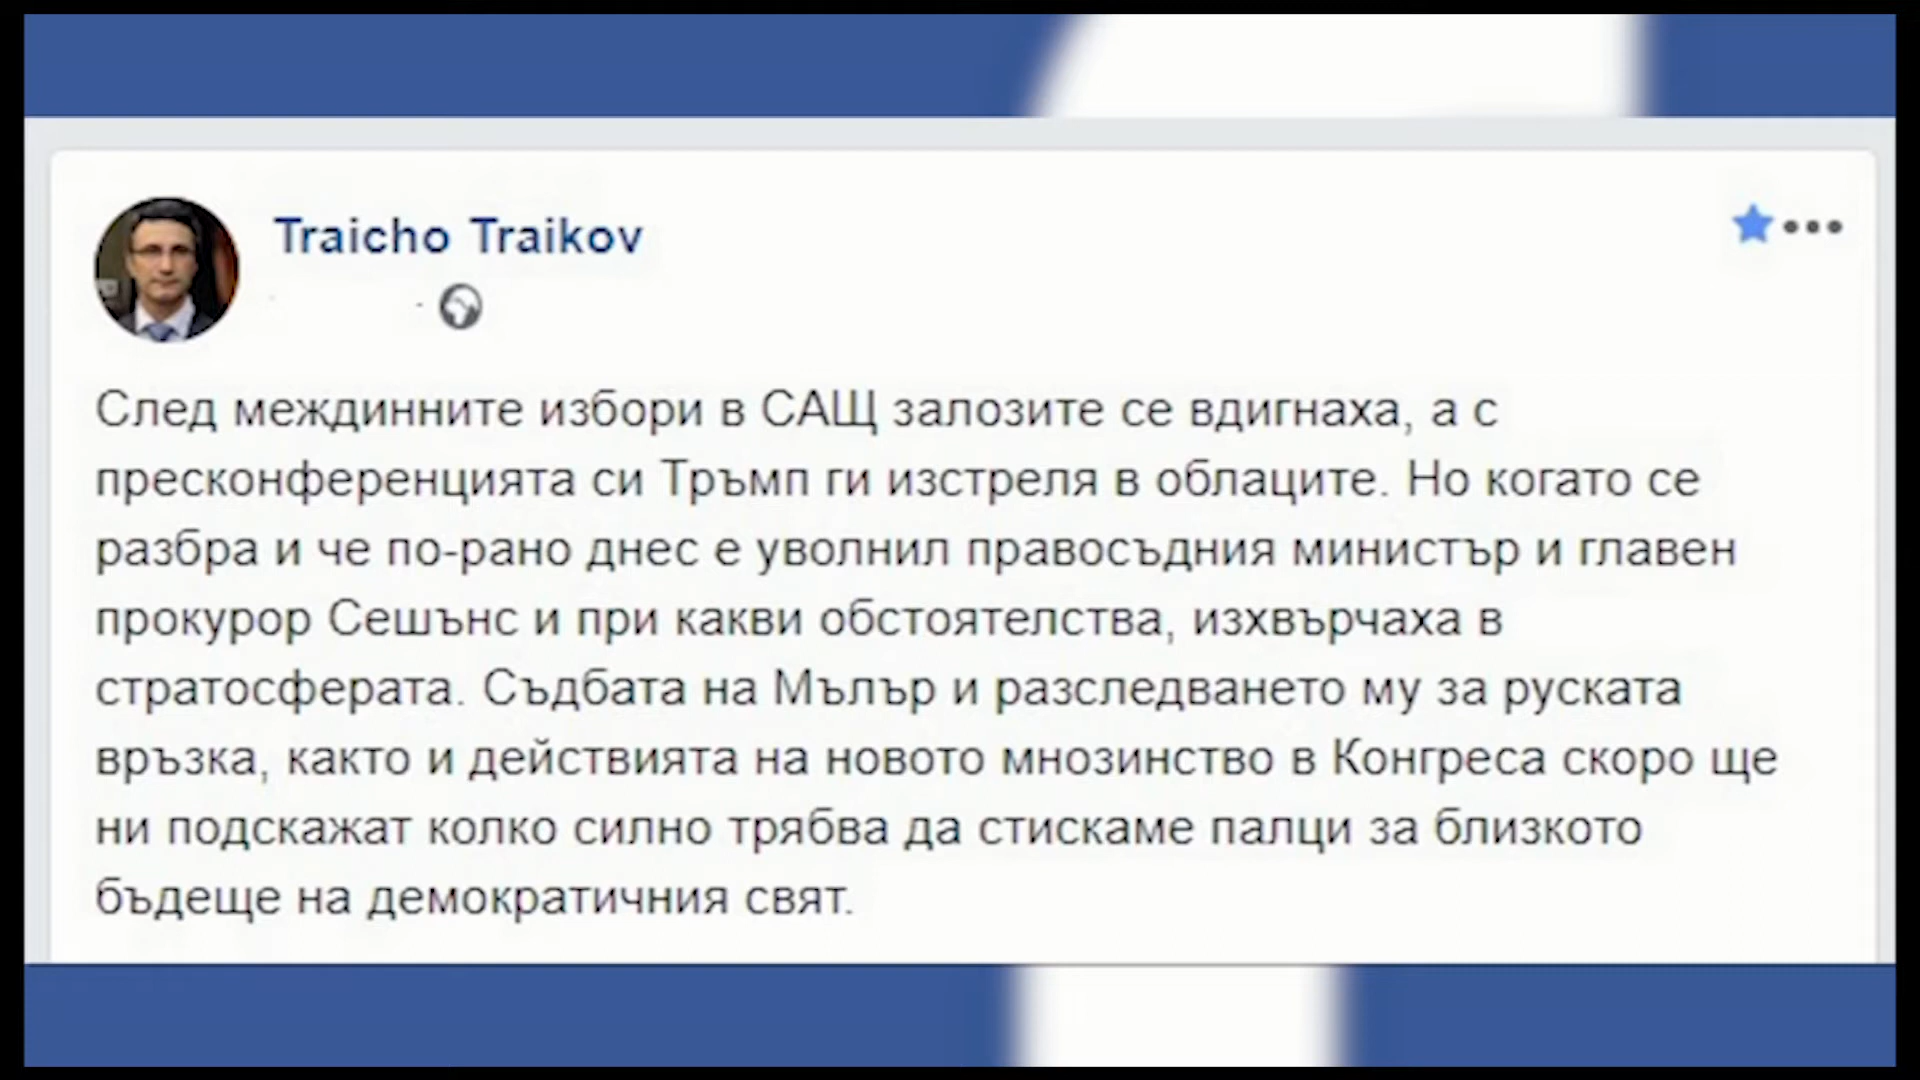 Traicho Traikov
След междинните избори в САЩ залозите се вдигнаха, а с
пресконференцията си Тръмп ги изстреля в облаците. Но когато се
разбра и че по-рано днес е уволнил правосъдния министър и главен
прокурор Сешънс и при какви обстоятелства, изхвърчаха в
стратосферата. Съдбата на Мълър и разследването му за руската
връзка, както и действията на новото мнозинство в Конгреса скоро ще
ни подскажат колко силно трябва да стискаме палци за близкото
бъдеще на демократичния свят.